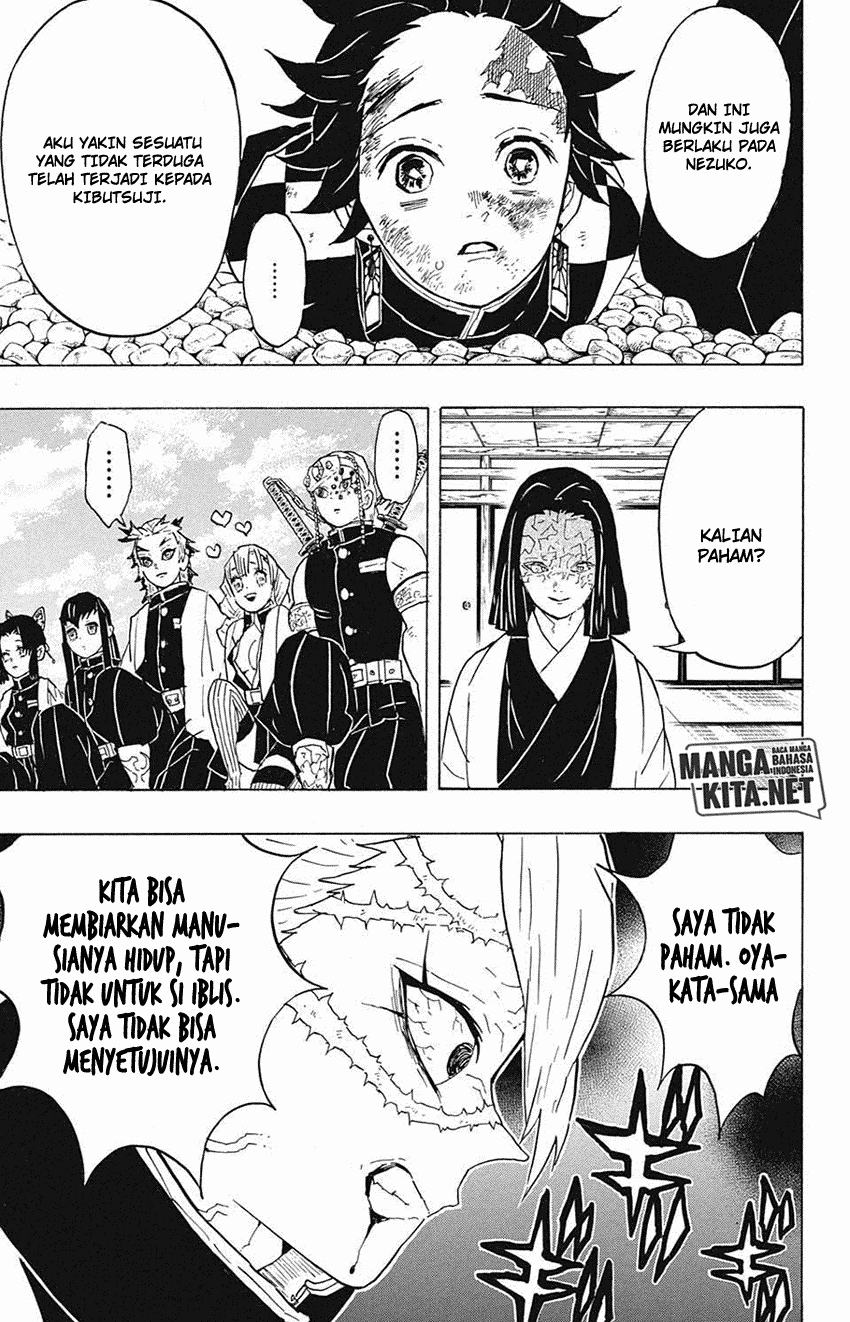 DAN INI
MUNGKIN JUGA
BERLAKU PADA
NEZUKO.
AKU YAKIN SESUATU
YANG TIDAK TERDUGA
TELAH TERJADI KEPADA
KIBUTSUJI.
......
KALIAN
PAHAM?
.....
.....
MANGA
KITA.NET
BACA MANGA
BAHASA
INDONESIA
SAYA TIDAK
PAHAM. OYA-
KATA-SAMA
KITA BISA
MEMBIARKAN MANU-
SIANYA HIDUP, TAPI
TIDAK UNTUK SI IBLIS.
SAYA TIDAK BISA
MENYETUJUINYA.